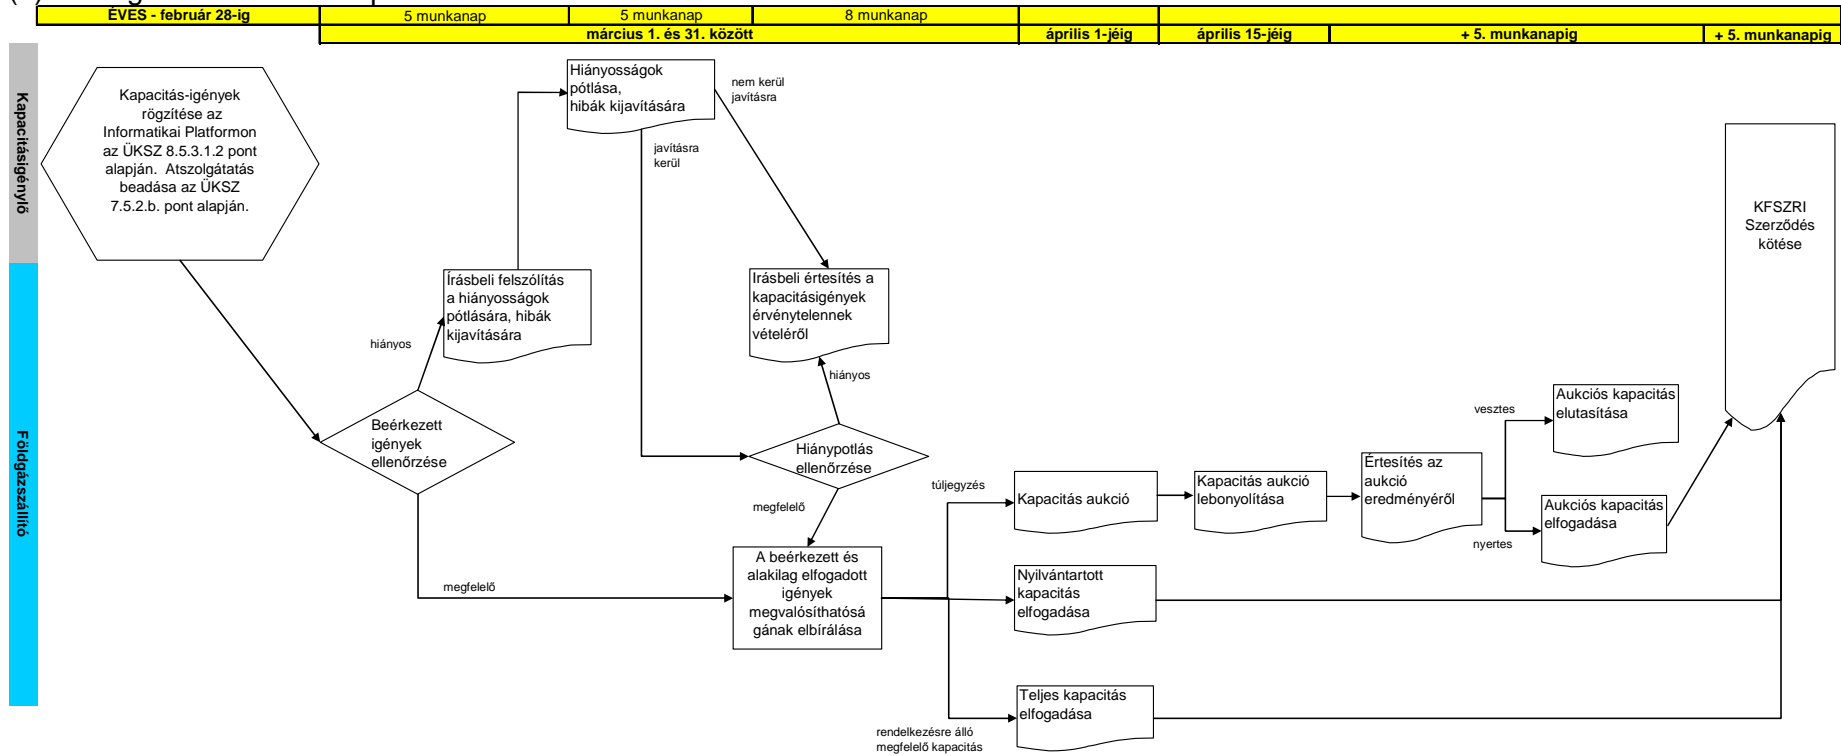 ÉVES - február 28-ig
5 munkanap
5 munkanap
8 munkanap
március 1. és 31. között
április 1-jéig
április 15-jéig
+ 5. munkanapig
+ 5. munkanapig
Kapacitásigénylő
Földgázszállító
Kapacitás-igények
rögzítése az
Informatikai Platformon
az ÜKSZ 8.5.3.1.2 pont
alapján.  Atszolgátatás
beadása az ÜKSZ
7.5.2.b. pont alapján.
Hiányosságok
pótlása,
hibák kijavítására
nem kerül
javításra
javításra
kerül
KFSZRI
Szerződés
kötése
Írásbeli felszólítás
a hiányosságok
pótlására, hibák
kijavítására
Irásbeli értesítés a
kapacitásigények
érvénytelennek
vételéről
hiányos
hiányos
Beérkezett
igények
ellenőrzése
Hiánypotlás
ellenőrzése
megfelelő
megfelelő
A beérkezett és
alakilag elfogadott
igények
megvalósíthatósá
gának elbírálása
túljegyzés
Kapacitás aukció
Kapacitás aukció
lebonyolítása
Értesítés az
aukció
eredményéről
vesztes
Aukciós kapacitás
elutasítása
nyertes
Aukciós kapacitás
elfogadása
Nyilvántartott
kapacitás
elfogadása
Teljes kapacitás
elfogadása
rendelkezésre álló
megfelelő kapacitás